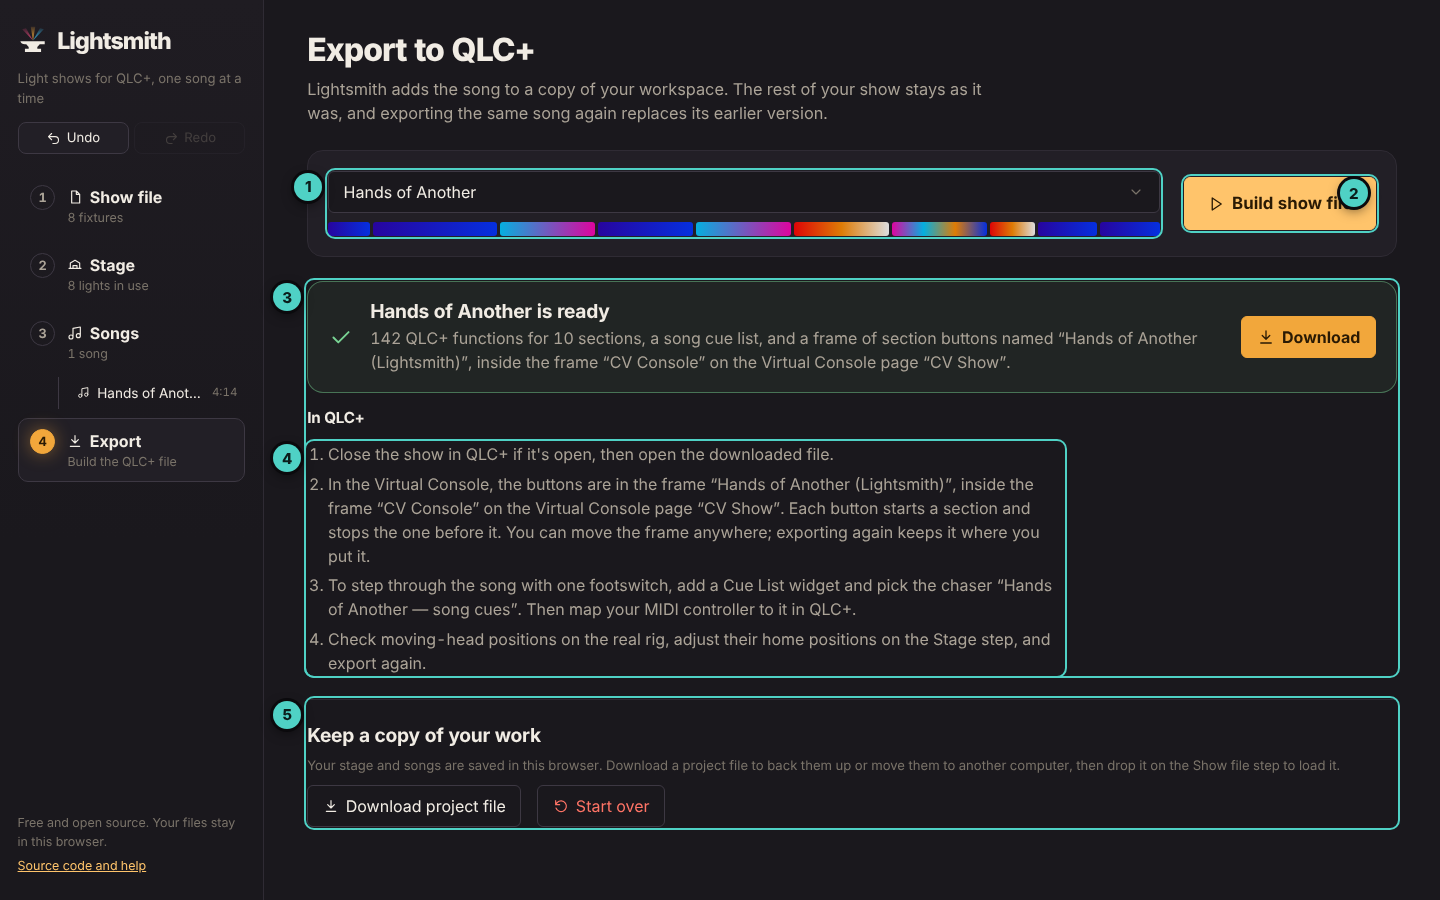 Lightsmith
Light shows for QLC+, one song at a
time
Undo
Redo
1
Show file
8 fixtures
2
Stage
8 lights in use
3
Songs
1 song
Hands of Anot...
4:14
4
Export
Build the QLC+ file
Free and open source. Your files stay
in this browser.
Source code and help
Export to QLC+
Lightsmith adds the song to a copy of your workspace. The rest of your show stays as it
was, and exporting the same song again replaces its earlier version.
1
Hands of Another
Build show fi
2
3
Hands of Another is ready
142 QLC+ functions for 10 sections, a song cue list, and a frame of section buttons named “Hands of Another
(Lightsmith)”, inside the frame “CV Console” on the Virtual Console page “CV Show”.
Download
In QLC+
4
1. Close the show in QLC+ if it's open, then open the downloaded file.
2. In the Virtual Console, the buttons are in the frame “Hands of Another (Lightsmith)”, inside the
frame “CV Console” on the Virtual Console page “CV Show”. Each button starts a section and
stops the one before it. You can move the frame anywhere; exporting again keeps it where you
put it.
3. To step through the song with one footswitch, add a Cue List widget and pick the chaser “Hands
of Another — song cues”. Then map your MIDI controller to it in QLC+.
4. Check moving-head positions on the real rig, adjust their home positions on the Stage step, and
export again.
5
Keep a copy of your work
Your stage and songs are saved in this browser. Download a project file to back them up or move them to another computer, then drop it on the Show file step to load it.
Download project file
Start over